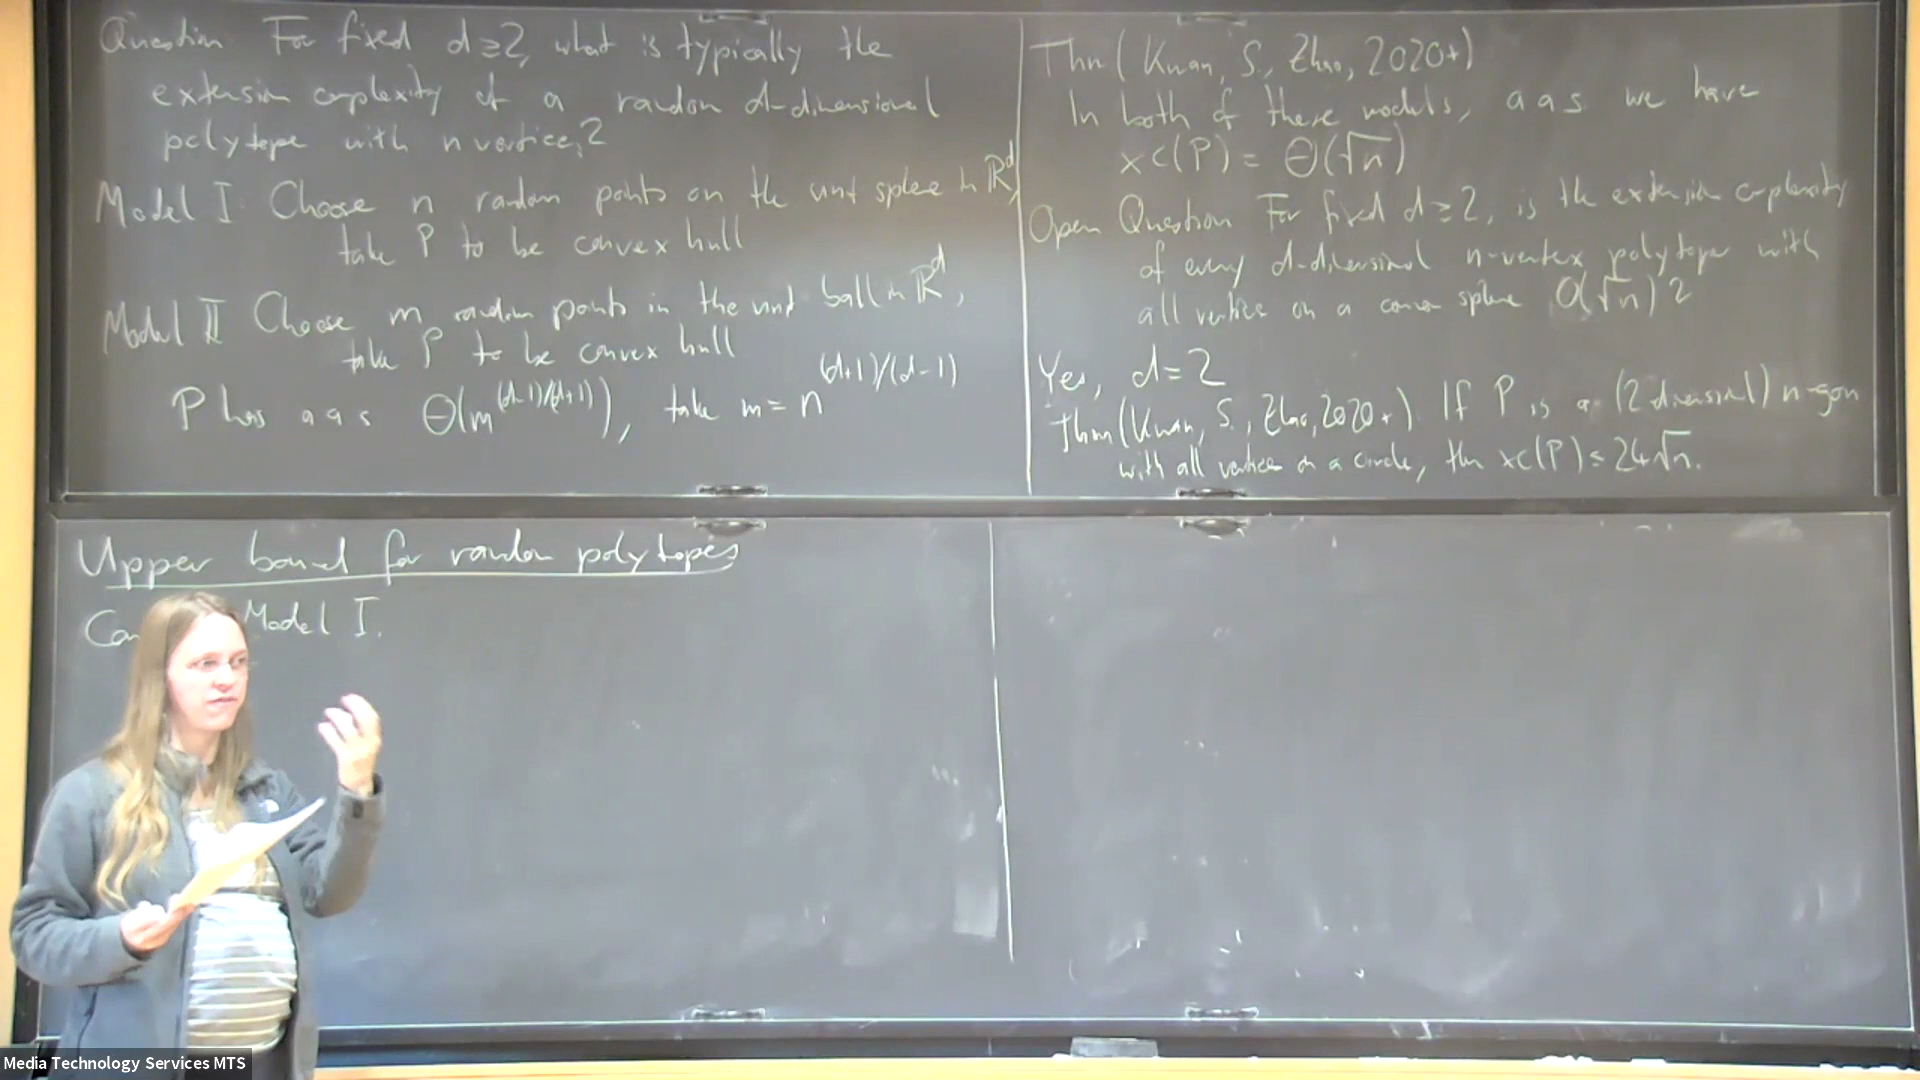 Question For fixed d≥2, what is typically the
extension complexity of a random d-dimensional
polytope with n vertices?
Model I: Choose n random points on the unit sphere in ℝ^d,
take P to be convex hull
Model II Choose m random points in the unit ball in ℝ^d,
take P to be convex hull
P has a a s Θ(m^{(d-1)/(d+1)}), take m = n^{(d+1)/(d-1)}
Thm (Kwan, S., Zhao, 2020+)
In both of these models, a a s we have
xc(P) = Θ(√n)
Open Question For fixed d≥2, is the extension complexity
of every d-dimensional n-vertex polytope with
all vertices on a common sphere O(√n)?
Yes, d=2
Thm (Kwan, S., Zhao, 2020+) If P is a (2-dimensional) n-gon
with all vertices on a circle, then xc(P) ≤ 24√n.
Upper bound for random polytopes
Model I.
Media Technology Services MTS